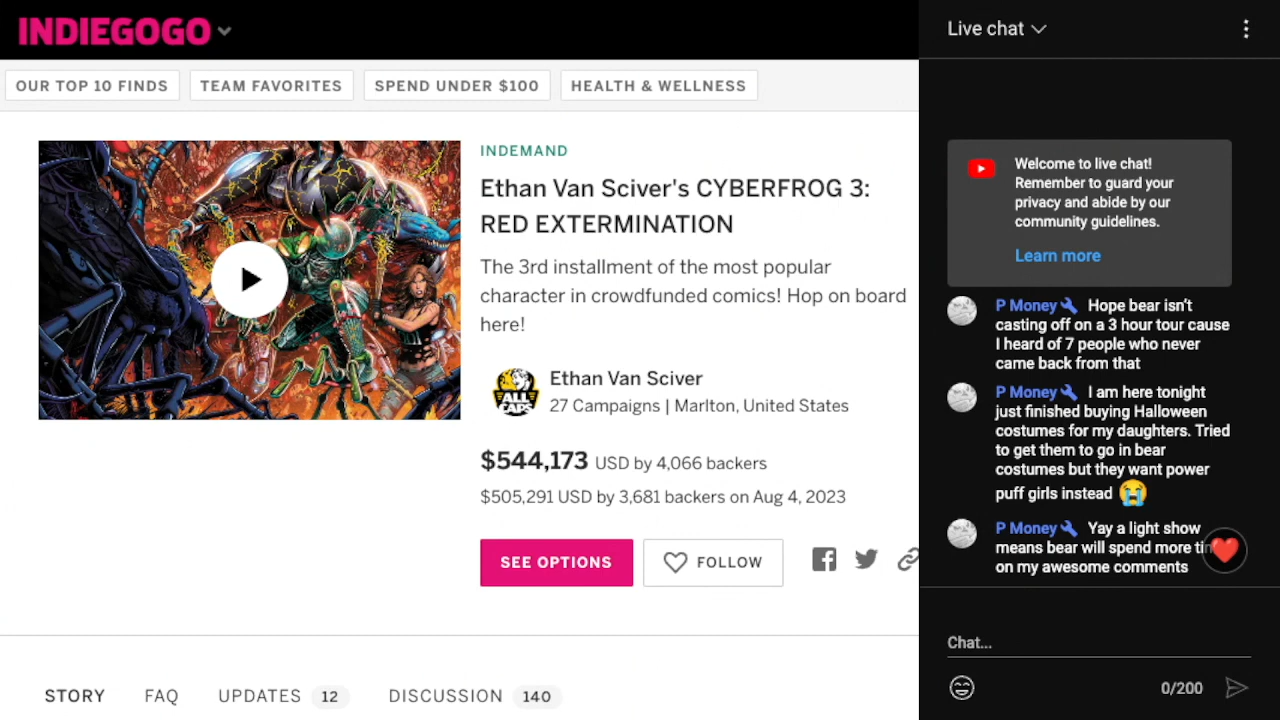 INDIEGOGO
Live chat
OUR TOP 10 FINDS
TEAM FAVORITES
SPEND UNDER $100
HEALTH & WELLNESS
INDEMAND
Ethan Van Sciver's CYBERFROG 3:
RED EXTERMINATION
The 3rd installment of the most popular
character in crowdfunded comics! Hop on board
here!
ALL
CAPS
Ethan Van Sciver
27 Campaigns | Marlton, United States
$544,173 USD by 4,066 backers
$505,291 USD by 3,681 backers on Aug 4, 2023
SEE OPTIONS
FOLLOW
STORY
FAQ
UPDATES 12
DISCUSSION 140
Welcome to live chat!
Remember to guard your
privacy and abide by our
community guidelines.
Learn more
P Money Hope bear isn't
casting off on a 3 hour tour cause
I heard of 7 people who never
came back from that
P Money I am here tonight
just finished buying Halloween
costumes for my daughters. Tried
to get them to go in bear
costumes but they want power
puff girls instead
P Money Yay a light show
means bear will spend more
on my awesome comments
Chat...
0/200